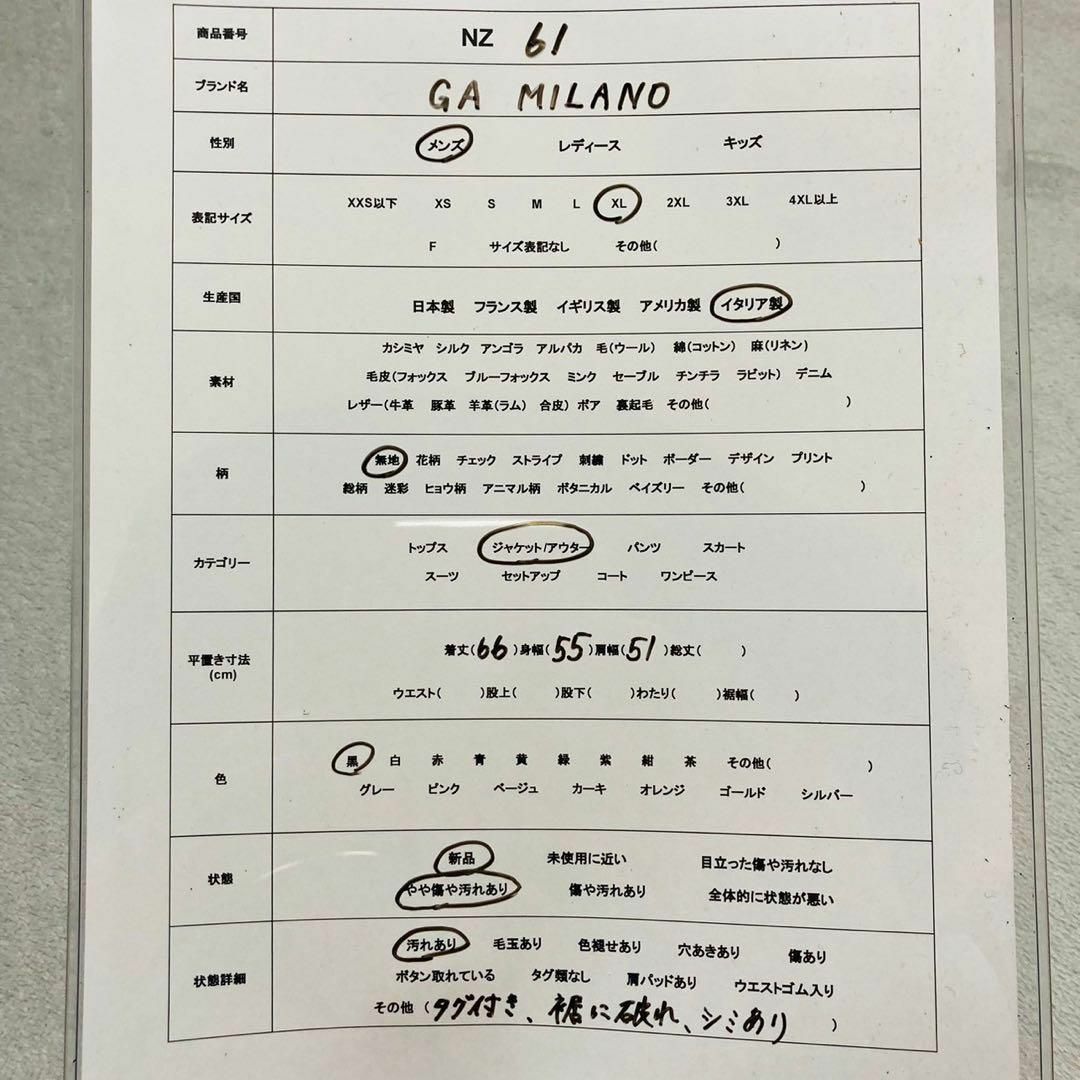 商品番号 NZ 61
ブランド名 GA MILANO
性別 メンズ レディース キッズ
表記サイズ
XXS以下 XS S M L XL 2XL 3XL 4XL以上
F サイズ表記なし その他( )
生産国 日本製 フランス製 イギリス製 アメリカ製 イタリア製
素材
カシミヤ シルク アンゴラ アルパカ 毛(ウール) 綿(コットン) 麻(リネン)
毛皮(フォックス ブルーフォックス ミンク セーブル チンチラ ラビット) デニム
レザー(牛革 豚革 羊革(ラム) 合皮) ボア 裏起毛 その他( )
柄
無地 花柄 チェック ストライプ 刺繍 ドット ボーダー デザイン プリント
総柄 迷彩 ヒョウ柄 アニマル柄 ボタニカル ペイズリー その他( )
カテゴリー
トップス ジャケット/アウター パンツ スカート
スーツ セットアップ コート ワンピース
平置き寸法
(cm)
着丈(66)身幅(55)肩幅(51)総丈( )
ウエスト( )股上( )股下( )わたり( )裾幅( )
色
黒 白 赤 青 黄 緑 紫 紺 茶 その他( )
グレー ピンク ベージュ カーキ オレンジ ゴールド シルバー
状態
新品 未使用に近い 目立った傷や汚れなし
やや傷や汚れあり 傷や汚れあり 全体的に状態が悪い
状態詳細
汚れあり 毛玉あり 色褪せあり 穴あきあり 傷あり
ボタン取れている タグ類なし 肩パッドあり ウエストゴム入り
その他 (タグ付き、裾に破れ、シミあり )